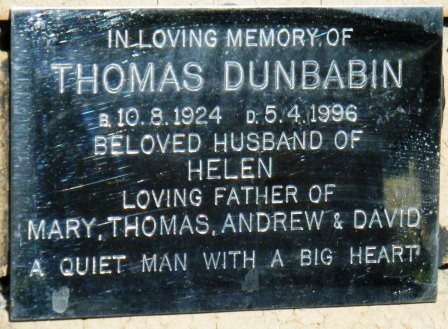 IN LOVING MEMORY OF
THOMAS DUNBABIN
B. 10.8.1924 D. 5.4.1996
BELOVED HUSBAND OF
HELEN
LOVING FATHER OF
MARY, THOMAS, ANDREW & DAVID
A QUIET MAN WITH A BIG HEART